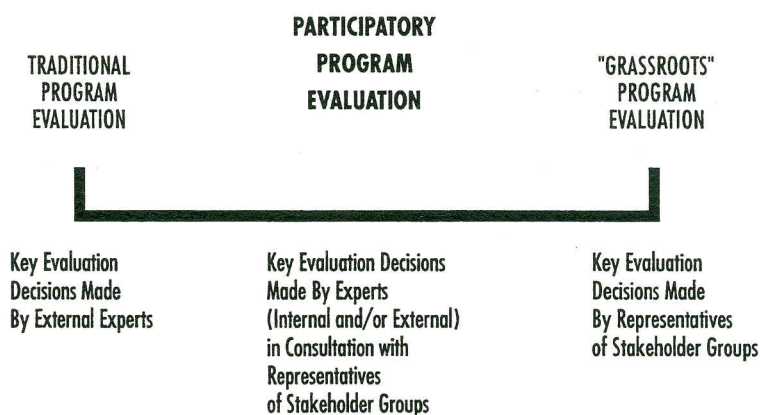 PARTICIPATORY
PROGRAM
EVALUATION
TRADITIONAL
PROGRAM
EVALUATION
"GRASSROOTS"
PROGRAM
EVALUATION
Key Evaluation
Decisions Made
By External Experts
Key Evaluation Decisions
Made By Experts
(Internal and/or External)
in Consultation with
Representatives
of Stakeholder Groups
Key Evaluation
Decisions Made
By Representatives
of Stakeholder Groups